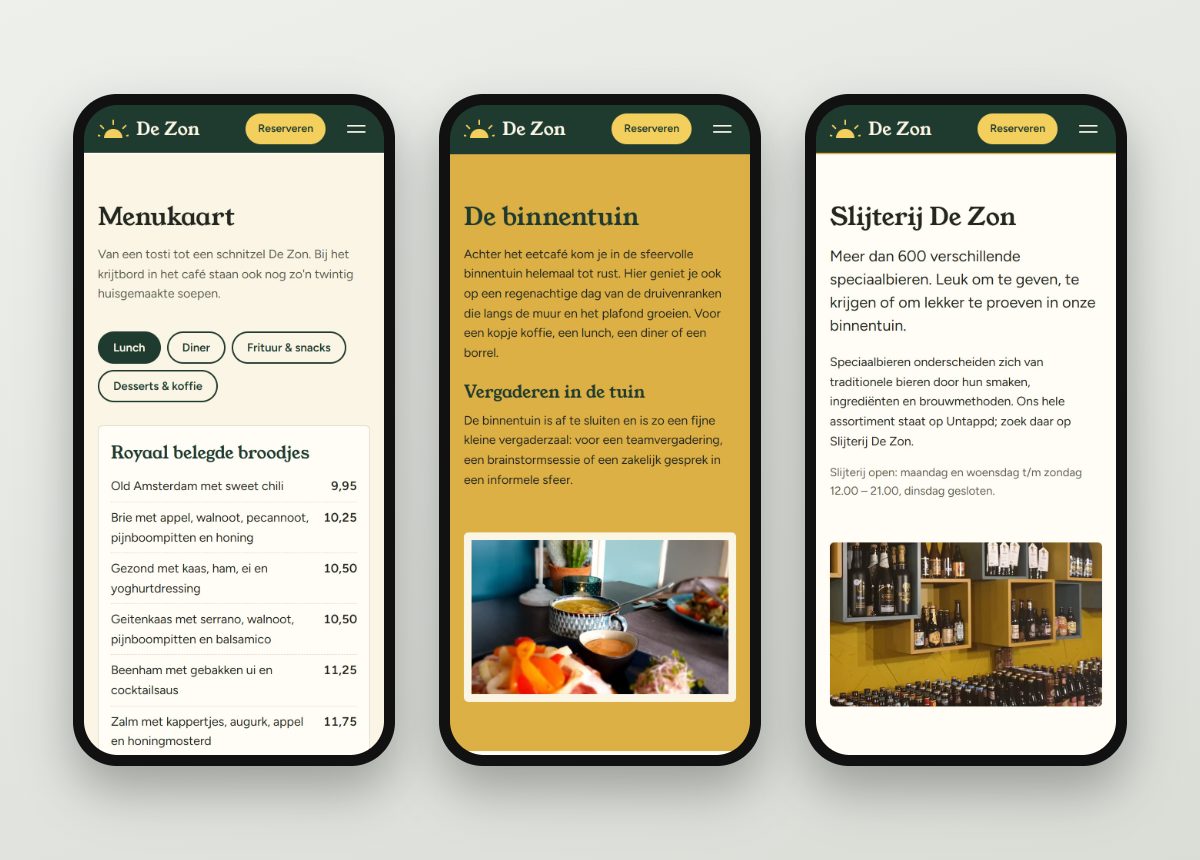 De Zon
Reserveren
Menukaart
Van een tosti tot een schnitzel De Zon. Bij het
krijtbord in het café staan ook nog zo'n twintig
huisgemaakte soepen.
Lunch
Diner
Frituur & snacks
Desserts & koffie
Royaal belegde broodjes
Old Amsterdam met sweet chili 9,95
Brie met appel, walnoot, pecannoot, 10,25
pijnboompitten en honing
Gezond met kaas, ham, ei en 10,50
yoghurtdressing
Geitenkaas met serrano, walnoot, 10,50
pijnboompitten en balsamico
Beenham met gebakken ui en 11,25
cocktailsaus
Zalm met kappertjes, augurk, appel 11,75
en honingmosterd
De Zon
Reserveren
De binnentuin
Achter het eetcafé kom je in de sfeervolle
binnentuin helemaal tot rust. Hier geniet je ook
op een regenachtige dag van de druivenranken
die langs de muur en het plafond groeien. Voor
een kopje koffie, een lunch, een diner of een
borrel.
Vergaderen in de tuin
De binnentuin is af te sluiten en is zo een fijne
kleine vergaderzaal: voor een teamvergadering,
een brainstormsessie of een zakelijk gesprek in
een informele sfeer.
De Zon
Reserveren
Slijterij De Zon
Meer dan 600 verschillende
speciaalbieren. Leuk om te geven, te
krijgen of om lekker te proeven in onze
binnentuin.
Speciaalbieren onderscheiden zich van
traditionele bieren door hun smaken,
ingrediënten en brouwmethoden. Ons hele
assortiment staat op Untappd; zoek daar op
Slijterij De Zon.
Slijterij open: maandag en woensdag t/m zondag
12.00 – 21.00, dinsdag gesloten.